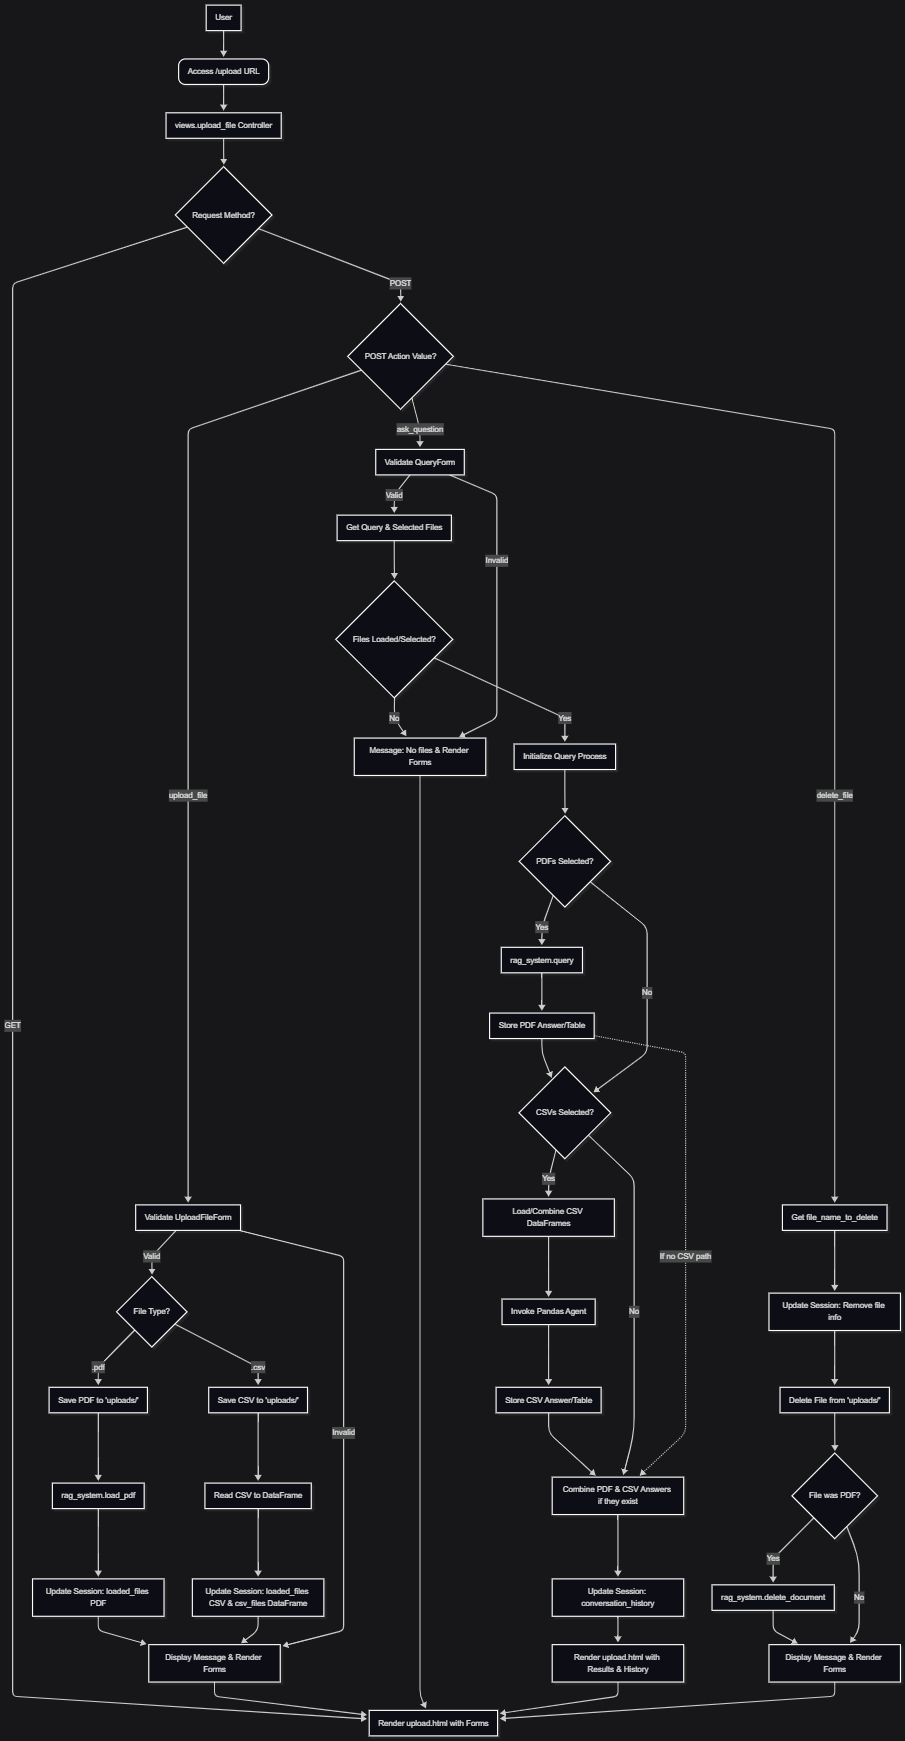 User
Access /upload URL
views.upload_file Controller
Request Method?
POST
POST Action Value?
ask_question
Validate QueryForm
Valid
Get Query & Selected Files
Invalid
Files Loaded/Selected?
No
Yes
Message: No files & Render
Forms
Initialize Query Process
upload_file
delete_file
PDFs Selected?
Yes
rag_system.query
No
Store PDF Answer/Table
GET
CSVs Selected?
Yes
Load/Combine CSV
DataFrames
Validate UploadFileForm
Get file_name_to_delete
Valid
If no CSV path
File Type?
Invoke Pandas Agent
No
Update Session: Remove file
info
.pdf
.csv
Save PDF to 'uploads/'
Save CSV to 'uploads/'
Store CSV Answer/Table
Delete File from 'uploads/'
Invalid
rag_system.load_pdf
Read CSV to DataFrame
Combine PDF & CSV Answers
if they exist
File was PDF?
Yes
No
Update Session: loaded_files
PDF
Update Session: loaded_files
CSV & csv_files DataFrame
Update Session:
conversation_history
rag_system.delete_document
Display Message & Render
Forms
Render upload.html with
Results & History
Display Message & Render
Forms
Render upload.html with Forms